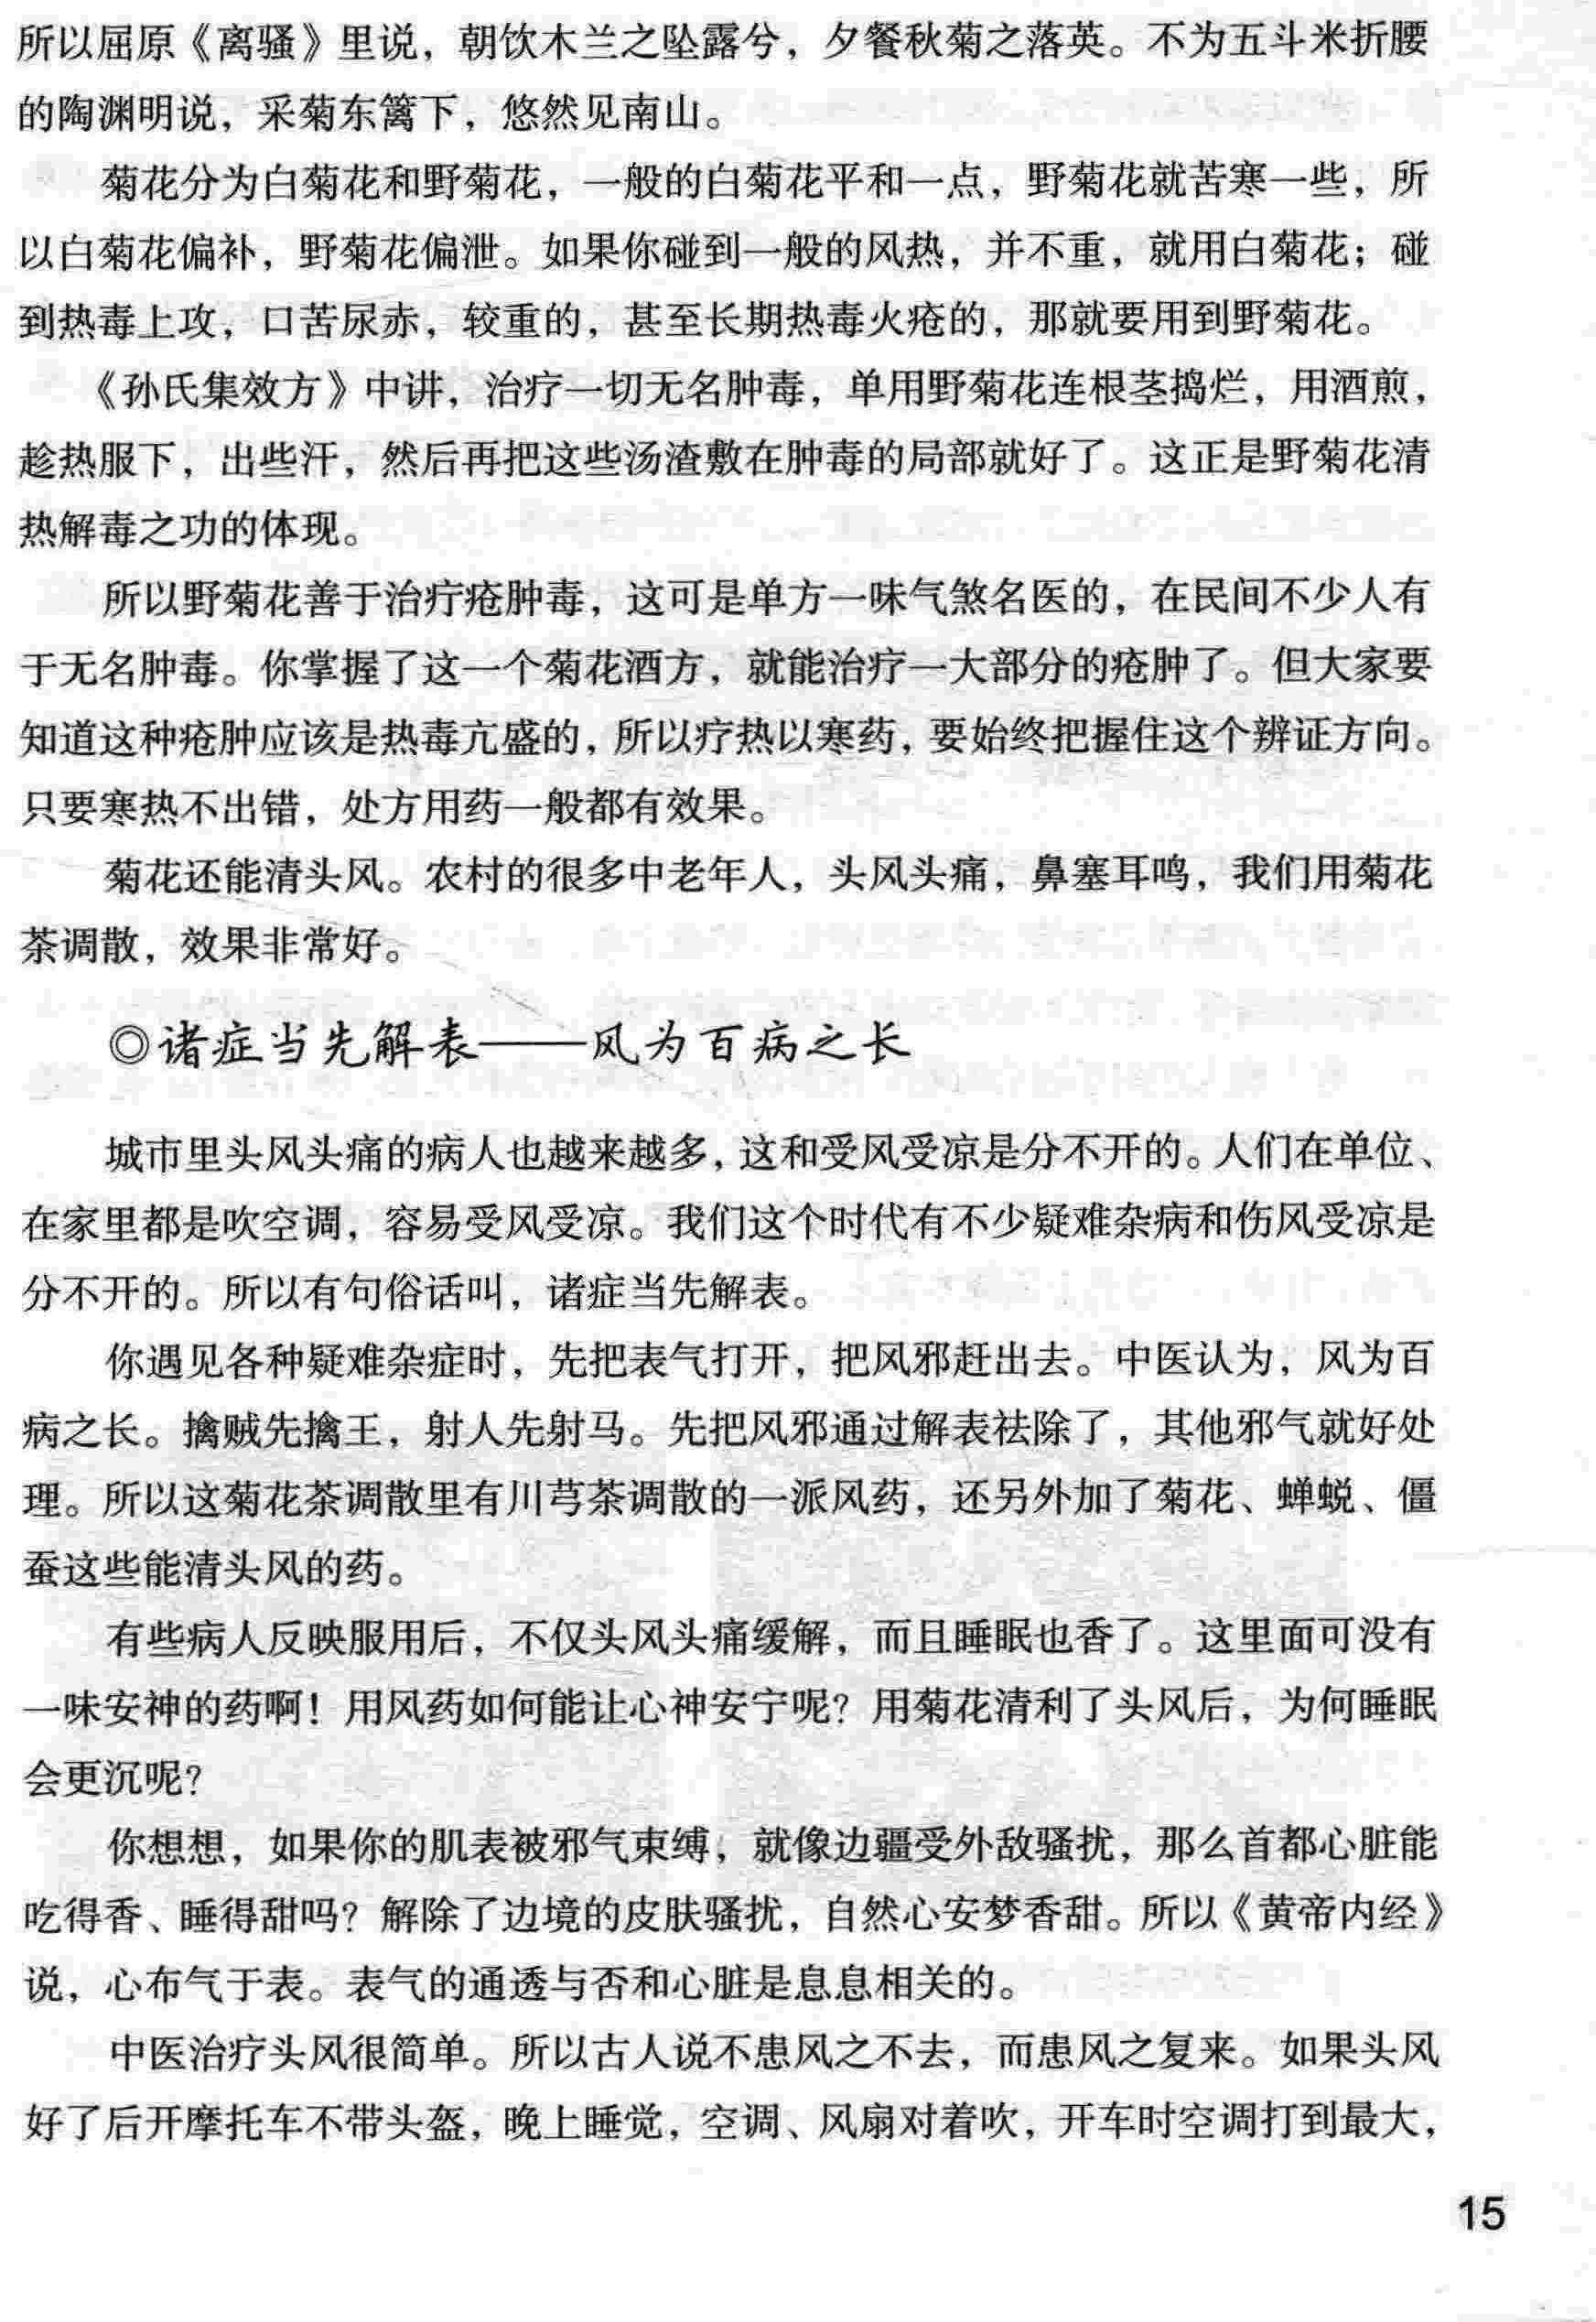 所以屈原《离骚》里说，朝饮木兰之坠露兮，夕餐秋菊之落英。不为五斗米折腰
的陶渊明说，采菊东篱下，悠然见南山。
菊花分为白菊花和野菊花，一般的白菊花平和一点，野菊花就苦寒一些，所
以白菊花偏补，野菊花偏泄。如果你碰到一般的风热，并不重，就用白菊花；碰
到热毒上攻，口苦尿赤，较重的，甚至长期热毒火疮的，那就要用到野菊花。
《孙氏集效方》中讲，治疗一切无名肿毒，单用野菊花连根茎捣烂，用酒煎，
趁热服下，出些汗，然后再把这些汤渣敷在肿毒的局部就好了。这正是野菊花清
热解毒之功的体现。
所以野菊花善于治疔疮肿毒，这可是单方一味气煞名医的，在民间不少人有
于无名肿毒。你掌握了这一个菊花酒方，就能治疗一大部分的疮肿了。但大家要
知道这种疮肿应该是热毒亢盛的，所以疗热以寒药，要始终把握住这个辨证方向。
只要寒热不出错，处方用药一般都有效果。
菊花还能清头风。农村的很多中老年人，头风头痛，鼻塞耳鸣，我们用菊花
茶调散，效果非常好。
◎诸症当先解表——风为百病之长
城市里头风头痛的病人也越来越多，这和受风受凉是分不开的。人们在单位、
在家里都是吹空调，容易受风受凉。我们这个时代有不少疑难杂病和伤风受凉是
分不开的。所以有句俗话叫，诸症当先解表。
你遇见各种疑难杂症时，先把表气打开，把风邪赶出去。中医认为，风为百
病之长。擒贼先擒王，射人先射马。先把风邪通过解表祛除了，其他邪气就好处
理。所以这菊花茶调散里有川芎茶调散的一派风药，还另外加了菊花、蝉蜕、僵
蚕这些能清头风的药。
有些病人反映服用后，不仅头风头痛缓解，而且睡眠也香了。这里面可没有
一味安神的药啊！用风药如何能让心神安宁呢？用菊花清利了头风后，为何睡眠
会更沉呢？
你想想，如果你的肌表被邪气束缚，就像边疆受外敌骚扰，那么首都心脏能
吃得香、睡得甜吗？解除了边境的皮肤骚扰，自然心安梦香甜。所以《黄帝内经》
说，心布气于表。表气的通透与否和心脏是息息相关的。
中医治疗头风很简单。所以古人说不患风之不去，而患风之复来。如果头风
好了后开摩托车不带头盔，晚上睡觉，空调、风扇对着吹，开车时空调打到最大，
15